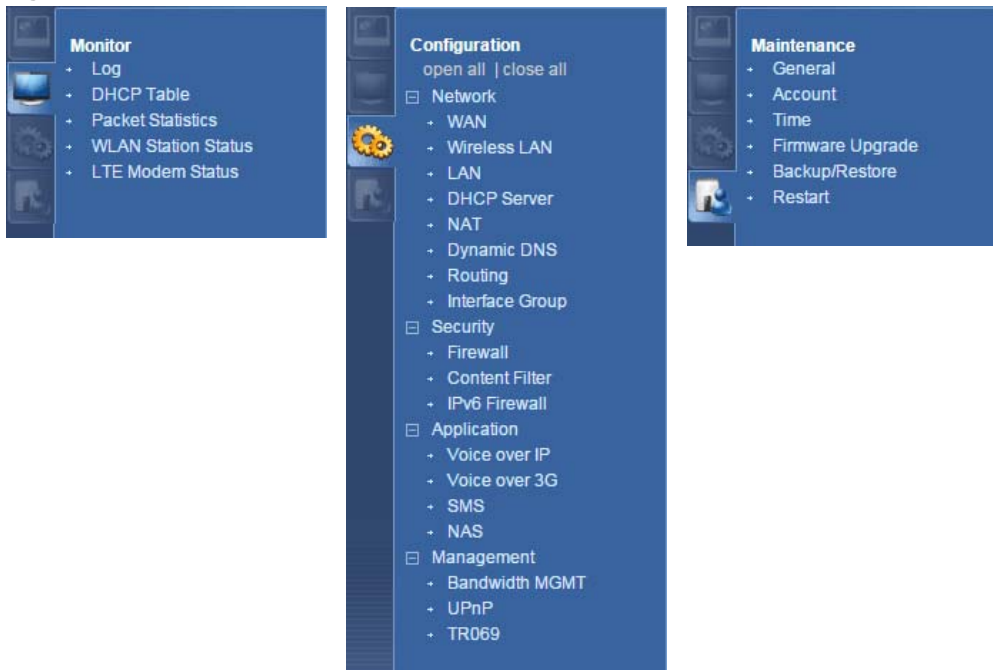 Monitor
Log
DHCP Table
Packet Statistics
WLAN Station Status
LTE Modem Status
Configuration
open all | close all
Network
WAN
Wireless LAN
LAN
DHCP Server
NAT
Dynamic DNS
Routing
Interface Group
Security
Firewall
Content Filter
IPv6 Firewall
Application
Voice over IP
Voice over 3G
SMS
NAS
Management
Bandwidth MGMT
UPnP
TR069
Maintenance
General
Account
Time
Firmware Upgrade
Backup/Restore
Restart